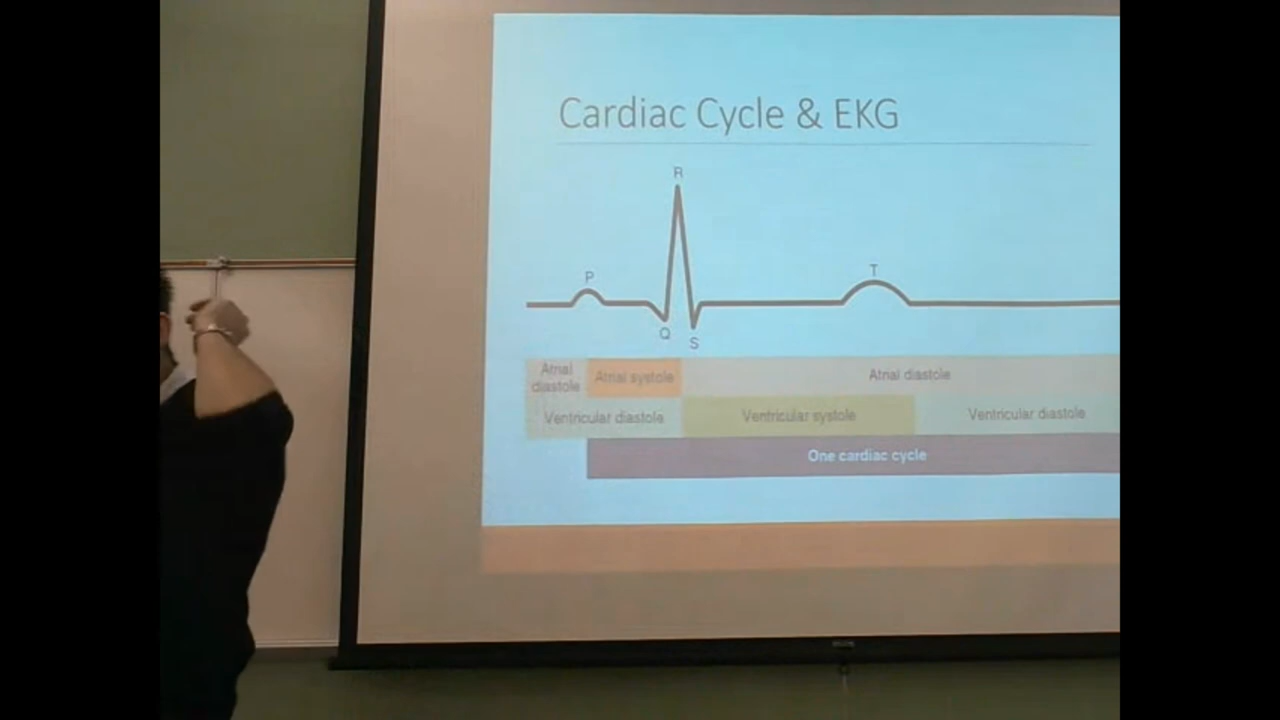 Cardiac Cycle & EKG
R
P
T
Q
S
Atrial
diastole
Atrial systole
Atrial diastole
Ventricular diastole
Ventricular systole
Ventricular diastole
One cardiac cycle